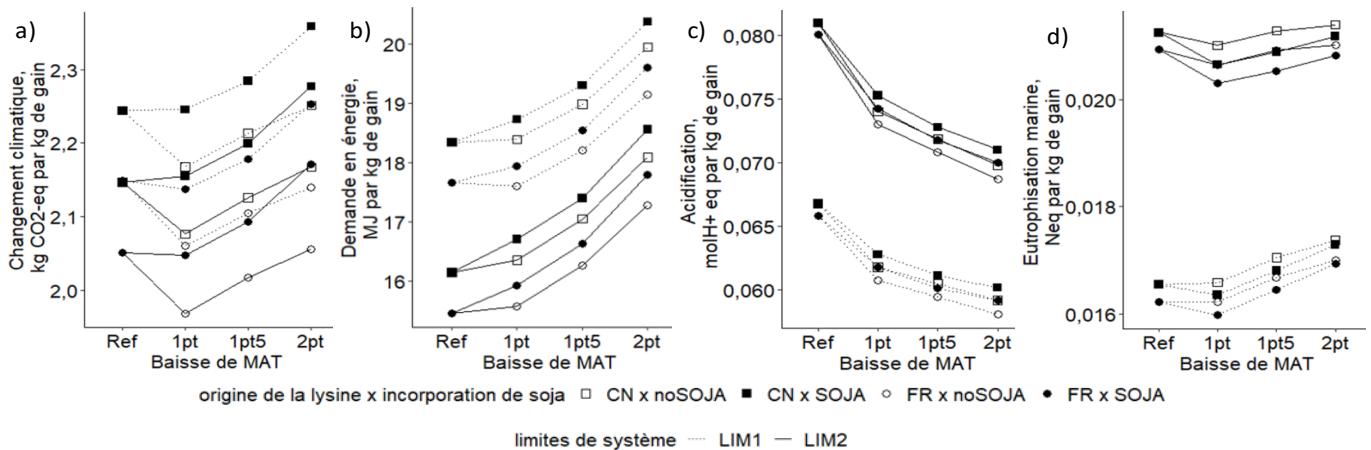 a)
Changement climatique,
kg CO2-eq par kg de gain
2,3
2,2
2,1
2,0
Ref 1pt 1pt5 2pt
Baisse de MAT
b)
Demande en énergie,
MJ par kg de gain
20
19
18
17
16
Ref 1pt 1pt5 2pt
Baisse de MAT
c)
Acidification,
molH+ eq par kg de gain
0,080
0,075
0,070
0,065
0,060
Ref 1pt 1pt5 2pt
Baisse de MAT
d)
Eutrophisation marine,
Neq par kg de gain
0,020
0,018
0,016
Ref 1pt 1pt5 2pt
Baisse de MAT
origine de la lysine x incorporation de soja CN x noSOJA CN x SOJA FR x noSOJA FR x SOJA
limites de système LIM1 LIM2